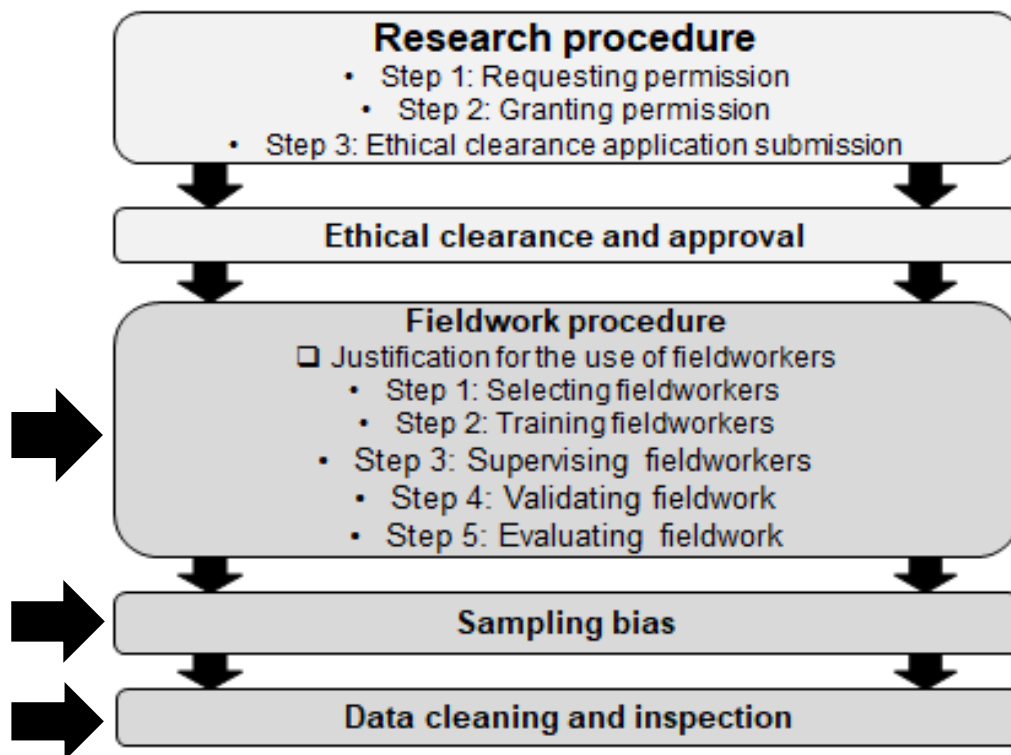 Research procedure
• Step 1: Requesting permission
• Step 2: Granting permission
• Step 3: Ethical clearance application submission
Ethical clearance and approval
Fieldwork procedure
❑ Justification for the use of fieldworkers
• Step 1: Selecting fieldworkers
• Step 2: Training fieldworkers
• Step 3: Supervising fieldworkers
• Step 4: Validating fieldwork
• Step 5: Evaluating fieldwork
Sampling bias
Data cleaning and inspection